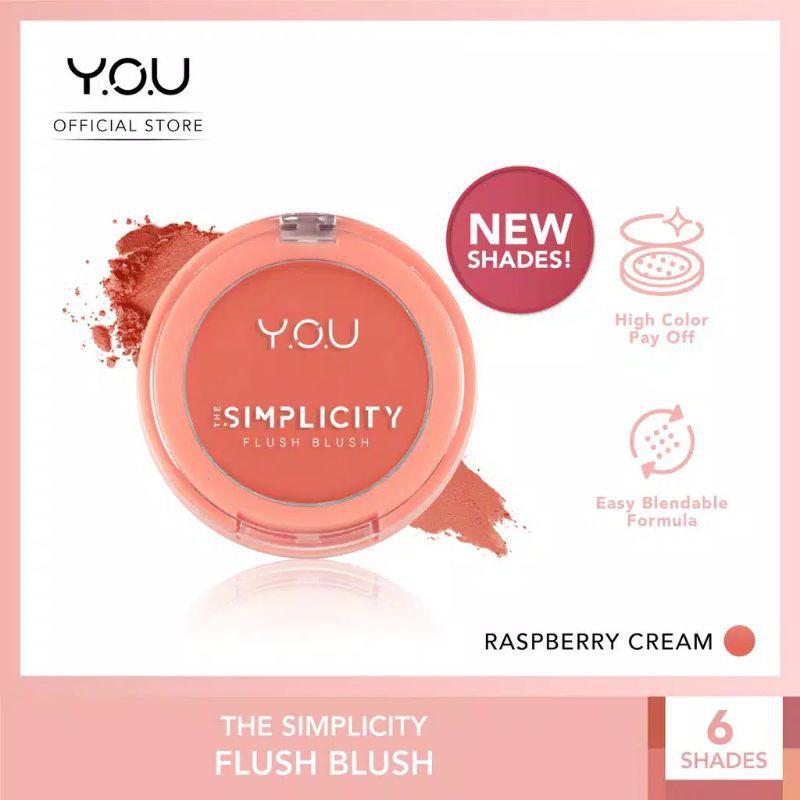 Y.O.U
OFFICIAL STORE
NEW
SHADES!
High Color
Pay Off
Y.O.U
THE SIMPLICITY
FLUSH BLUSH
Easy Blendable
Formula
RASPBERRY CREAM
THE SIMPLICITY
FLUSH BLUSH
6
SHADES